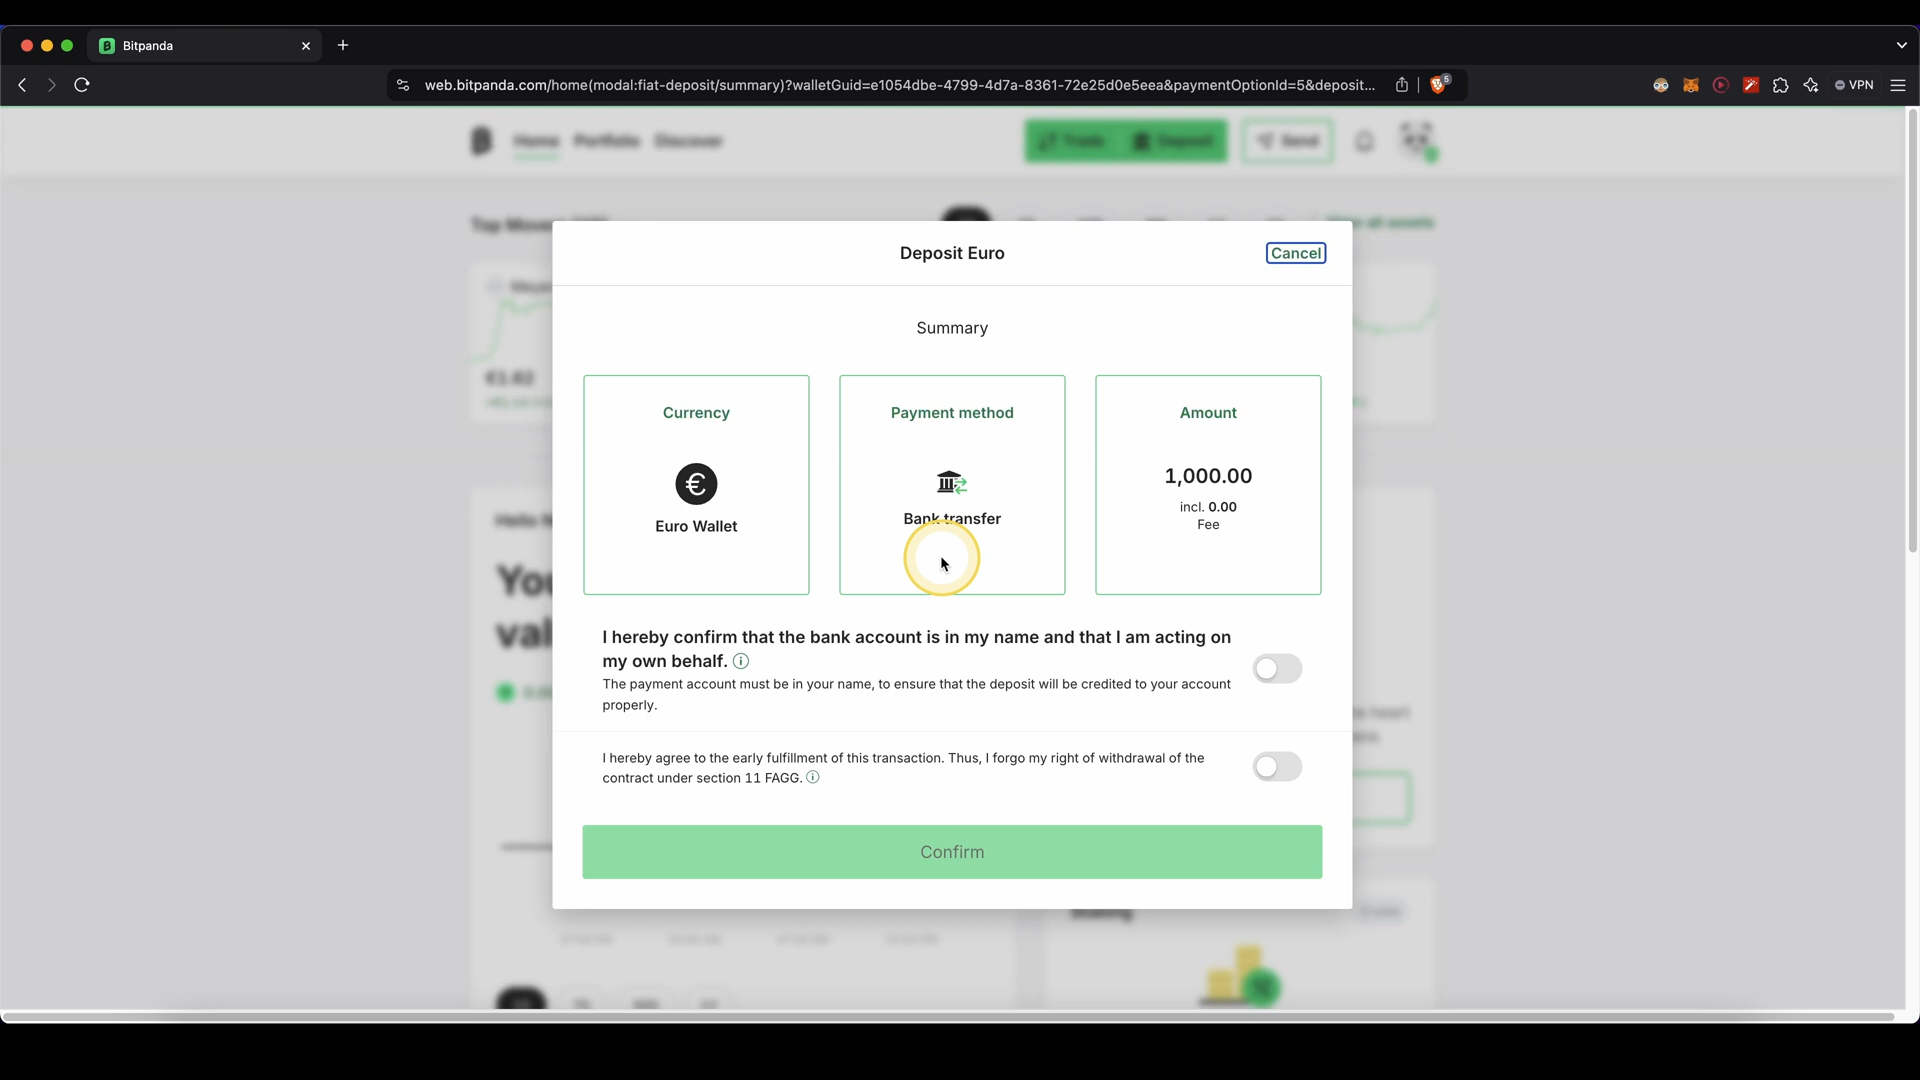 Bitpanda
web.bitpanda.com/home(modal:fiat-deposit/summary)?walletGuid=e1054dbe-4799-4d7a-8361-72e25d0e5eea&paymentOptionId=5&deposit...
5
VPN
Home Portfolio Discover
Trade Deposit Send
Deposit Euro
Cancel
Summary
Currency
Euro Wallet
Payment method
Bank transfer
Amount
1,000.00
incl. 0.00
Fee
€1.62
I hereby confirm that the bank account is in my name and that I am acting on
my own behalf.
The payment account must be in your name, to ensure that the deposit will be credited to your account
properly.
I hereby agree to the early fulfillment of this transaction. Thus, I forgo my right of withdrawal of the
contract under section 11 FAGG.
Confirm
Staking